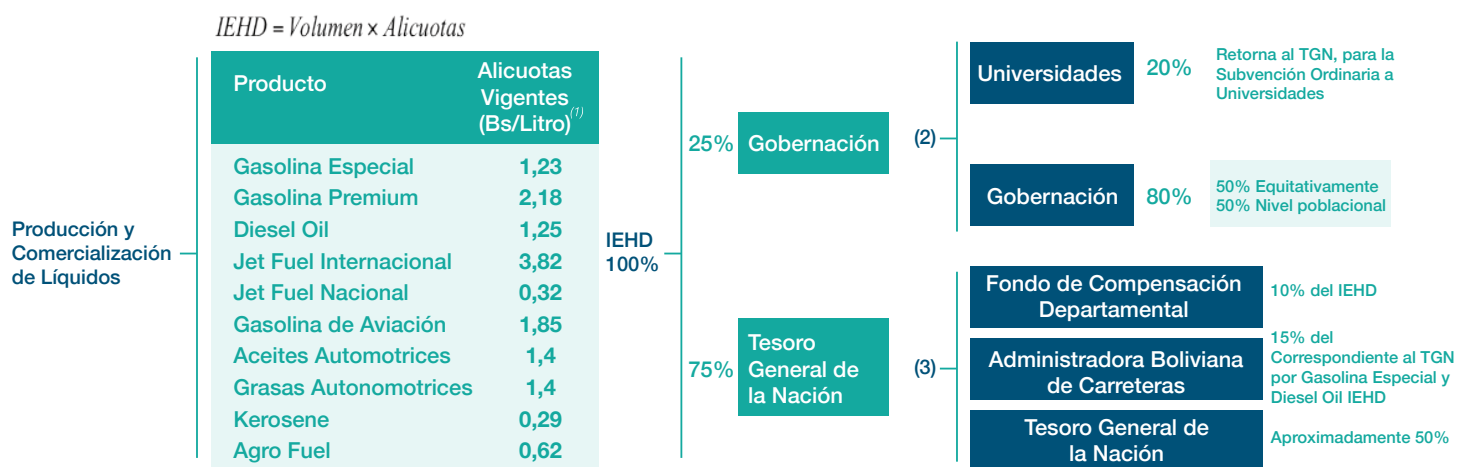 IEHD = Volumen × Alicuotas
Producto
Alicuotas
Vigentes
(Bs/Litro)(1)
Gasolina Especial 1,23
Gasolina Premium 2,18
Diesel Oil 1,25
Jet Fuel Internacional 3,82
Jet Fuel Nacional 0,32
Gasolina de Aviación 1,85
Aceites Automotrices 1,4
Grasas Autonomotrices 1,4
Kerosene 0,29
Agro Fuel 0,62
Producción y
Comercialización
de Líquidos
IEHD
100%
25% Gobernación
75%
Tesoro
General de
la Nación
(2)
Universidades 20%
Retorna al TGN, para la
Subvención Ordinaria a
Universidades
Gobernación 80%
50% Equitativamente
50% Nivel poblacional
(3)
Fondo de Compensación
Departamental
10% del IEHD
Administradora Boliviana
de Carreteras
15% del
Correspondiente al TGN
por Gasolina Especial y
Diesel Oil IEHD
Tesoro General de
la Nación
Aproximadamente 50%